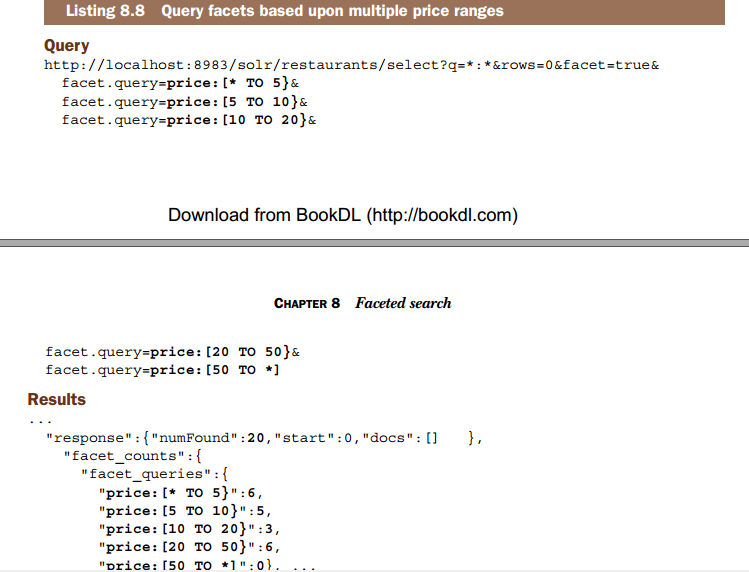 Listing 8.8 Query facets based upon multiple price ranges
Query
http://localhost:8983/solr/restaurants/select?q=*:*&rows=0&facet=true&
facet.query=price:[* TO 5}&
facet.query=price:[5 TO 10}&
facet.query=price:[10 TO 20}&
Download from BookDL (http://bookdl.com)
CHAPTER 8 Faceted search
facet.query=price:[20 TO 50}&
facet.query=price:[50 TO *]
Results
...
"response":{"numFound":20,"start":0,"docs":[] },
"facet_counts":{
"facet_queries":{
"price:[* TO 5}":6,
"price:[5 TO 10}":5,
"price:[10 TO 20}":3,
"price:[20 TO 50}":6,
"price:[50 TO *]":0}, ...